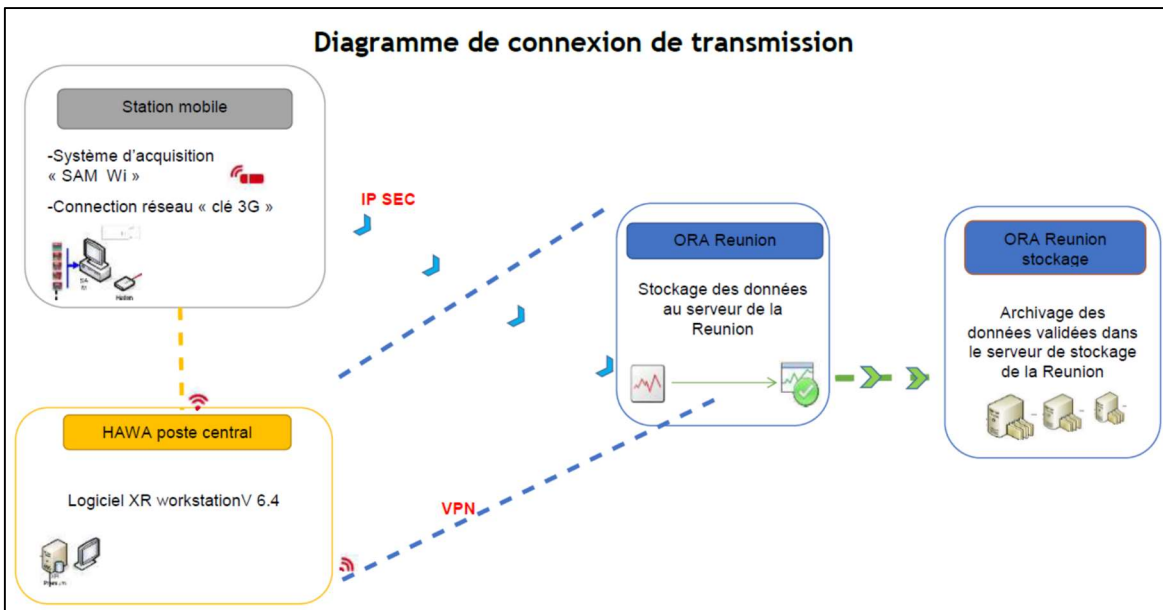 Diagramme de connexion de transmission
Station mobile
-Système d'acquisition
« SAM Wi »
-Connection réseau « clé 3G »
IP SEC
ORA Reunion
Stockage des données
au serveur de la
Reunion
ORA Reunion
stockage
Archivage des
données validées dans
le serveur de stockage
de la Reunion
HAWA poste central
Logiciel XR workstationV 6.4
VPN